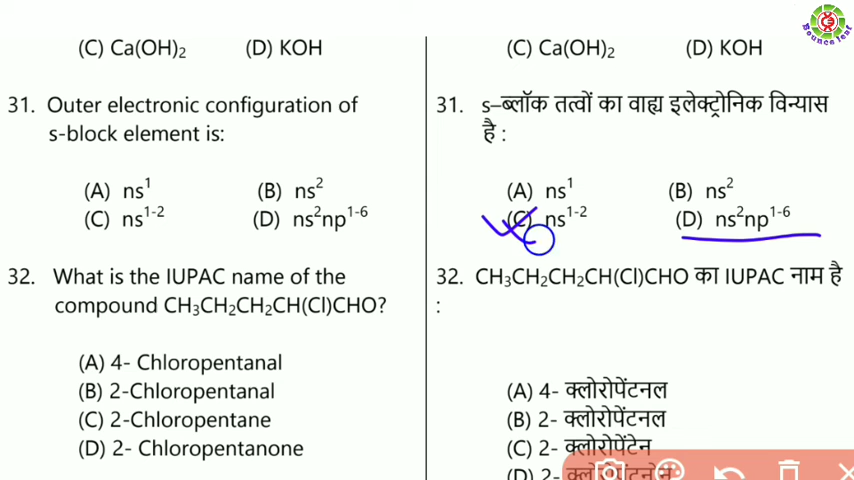 Bounce leaf
(C) Ca(OH)₂ (D) KOH
31. Outer electronic configuration of
s-block element is:
(A) ns¹ (B) ns²
(C) ns¹⁻² (D) ns²np¹⁻⁶
32. What is the IUPAC name of the
compound CH₃CH₂CH₂CH(Cl)CHO?
(A) 4- Chloropentanal
(B) 2-Chloropentanal
(C) 2-Chloropentane
(D) 2- Chloropentanone
(C) Ca(OH)₂ (D) KOH
31. s–ब्लॉक तत्वों का वाह्य इलेक्ट्रोनिक विन्यास
है :
(A) ns¹ (B) ns²
(C) ns¹⁻² (D) ns²np¹⁻⁶
32. CH₃CH₂CH₂CH(Cl)CHO का IUPAC नाम है
:
(A) 4- क्लोरोपेंटनल
(B) 2- क्लोरोपेंटनल
(C) 2- क्लोरोपेंटेन
(D) 2-